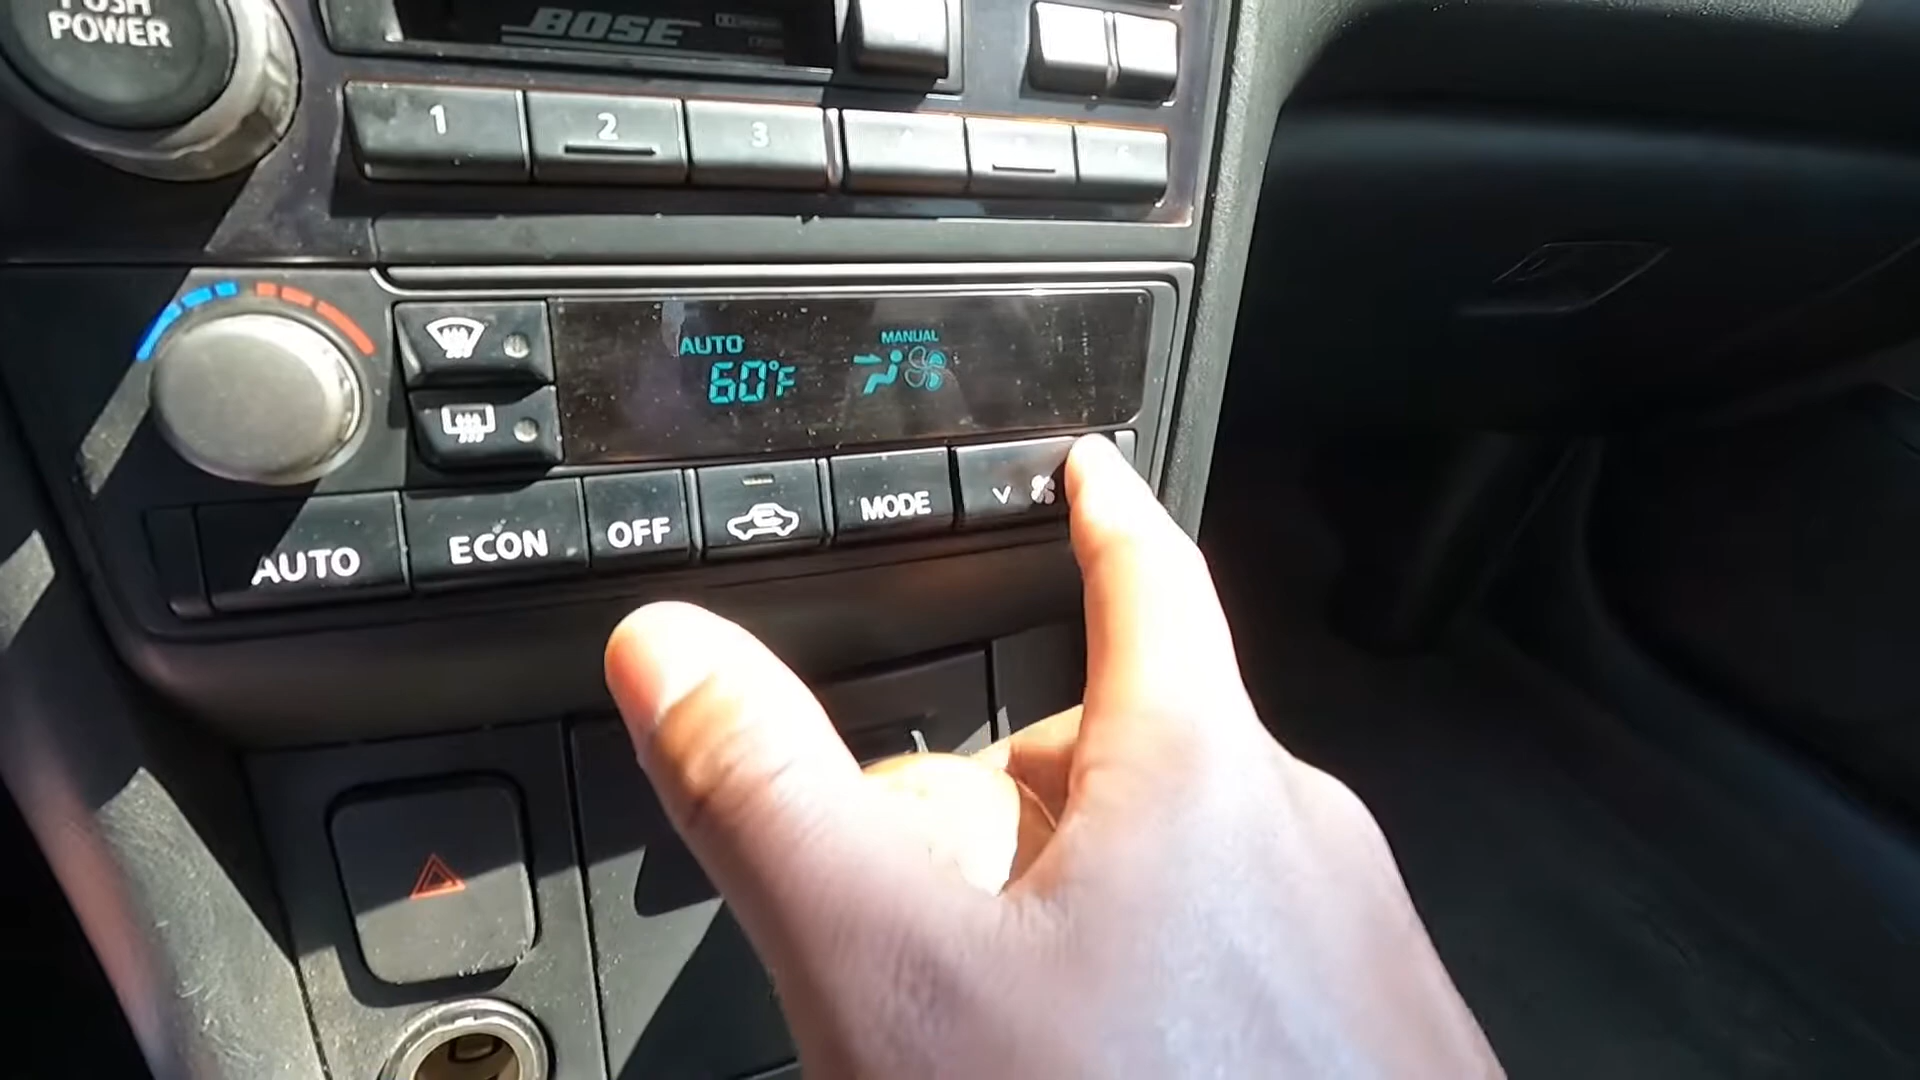 PUSH
POWER
BOSE
1 2 3
AUTO
60°F
MANUAL
AUTO ECON OFF MODE